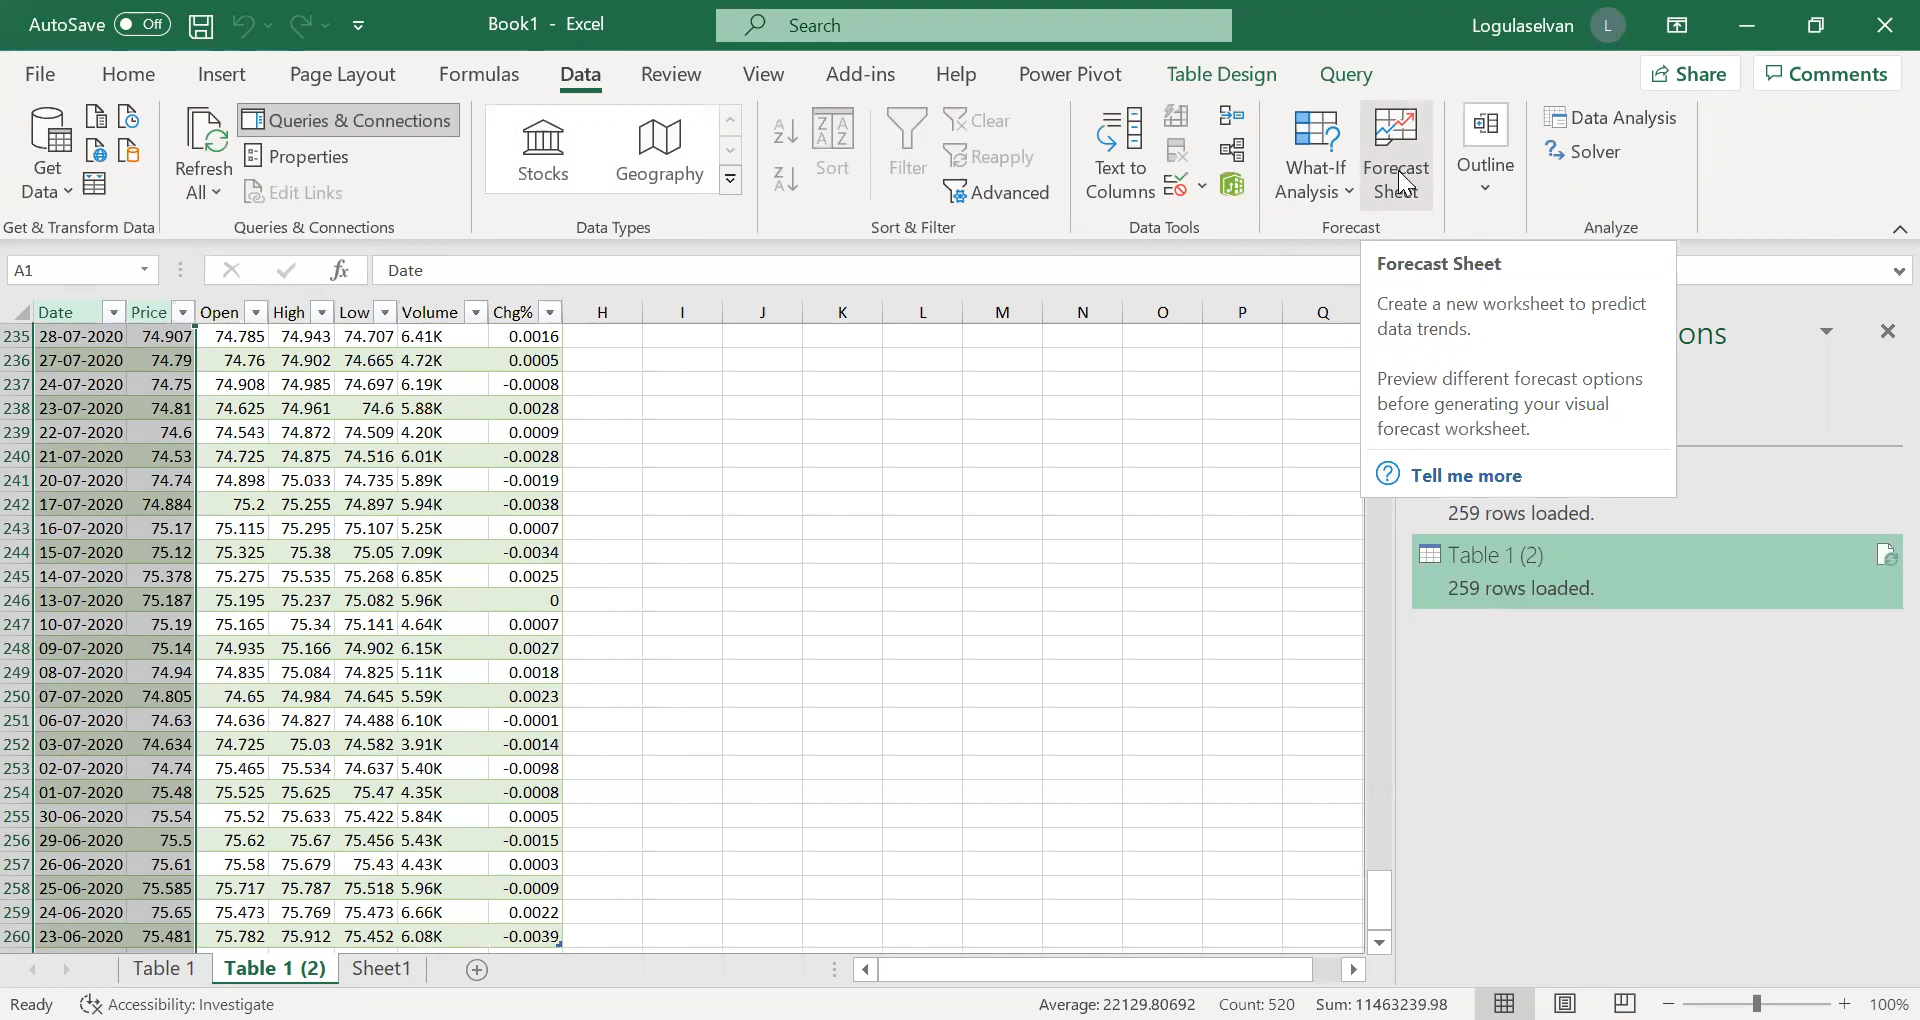 AutoSave Off Book1 - Excel Search Logulaselvan L
File Home Insert Page Layout Formulas Data Review View Add-ins Help Power Pivot Table Design Query Share Comments
Get Data
Refresh All
Queries & Connections
Properties
Edit Links
Stocks Geography
Sort
Filter
Clear
Reapply
Advanced
Text to Columns
What-If Analysis
Forecast Sheet
Outline
Data Analysis
Solver
Get & Transform Data Queries & Connections Data Types Sort & Filter Data Tools Forecast Analyze
A1 fx Date
Forecast Sheet
Create a new worksheet to predict
data trends.
Preview different forecast options
before generating your visual
forecast worksheet.
? Tell me more
ons
259 rows loaded.
Table 1 (2)
259 rows loaded.
Date Price Open High Low Volume Chg% H I J K L M N O P Q
235 28-07-2020 74.907 74.785 74.943 74.707 6.41K 0.0016
236 27-07-2020 74.79 74.76 74.902 74.665 4.72K 0.0005
237 24-07-2020 74.75 74.908 74.985 74.697 6.19K -0.0008
238 23-07-2020 74.81 74.625 74.961 74.6 5.88K 0.0028
239 22-07-2020 74.6 74.543 74.872 74.509 4.20K 0.0009
240 21-07-2020 74.53 74.725 74.875 74.516 6.01K -0.0028
241 20-07-2020 74.74 74.898 75.033 74.735 5.89K -0.0019
242 17-07-2020 74.884 75.2 75.255 74.897 5.94K -0.0038
243 16-07-2020 75.17 75.115 75.295 75.107 5.25K 0.0007
244 15-07-2020 75.12 75.325 75.38 75.05 7.09K -0.0034
245 14-07-2020 75.378 75.275 75.535 75.268 6.85K 0.0025
246 13-07-2020 75.187 75.195 75.237 75.082 5.96K 0
247 10-07-2020 75.19 75.165 75.34 75.141 4.64K 0.0007
248 09-07-2020 75.14 74.935 75.166 74.902 6.15K 0.0027
249 08-07-2020 74.94 74.835 75.084 74.825 5.11K 0.0018
250 07-07-2020 74.805 74.65 74.984 74.645 5.59K 0.0023
251 06-07-2020 74.63 74.636 74.827 74.488 6.10K -0.0001
252 03-07-2020 74.634 74.725 75.03 74.582 3.91K -0.0014
253 02-07-2020 74.74 75.465 75.534 74.637 5.40K -0.0098
254 01-07-2020 75.48 75.525 75.625 75.47 4.35K -0.0008
255 30-06-2020 75.54 75.52 75.633 75.422 5.84K 0.0005
256 29-06-2020 75.5 75.62 75.67 75.456 5.43K -0.0015
257 26-06-2020 75.61 75.58 75.679 75.43 4.43K 0.0003
258 25-06-2020 75.585 75.717 75.787 75.518 5.96K -0.0009
259 24-06-2020 75.65 75.473 75.769 75.473 6.66K 0.0022
260 23-06-2020 75.481 75.782 75.912 75.452 6.08K -0.0039
Table 1 Table 1 (2) Sheet1
Ready Accessibility: Investigate Average: 22129.80692 Count: 520 Sum: 11463239.98 100%